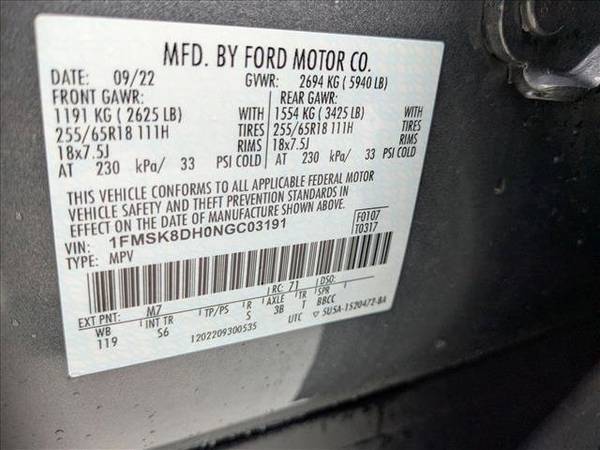 MFD. BY FORD MOTOR CO.
DATE: 09/22 GVWR: 2694 KG ( 5940 LB)
FRONT GAWR: REAR GAWR:
1191 KG ( 2625 LB) WITH 1554 KG ( 3425 LB) WITH
255/65R18 111H TIRES 255/65R18 111H TIRES
18x7.5J RIMS 18x7.5J RIMS
AT 230 kPa/ 33 PSI COLD AT 230 kPa/ 33 PSI COLD
THIS VEHICLE CONFORMS TO ALL APPLICABLE FEDERAL MOTOR
VEHICLE SAFETY AND THEFT PREVENTION STANDARDS IN
EFFECT ON THE DATE OF MANUFACTURE SHOWN ABOVE.
VIN: 1FMSK8DH0NGC03191 F0107
TYPE: MPV T0317
EXT PNT: M7 RC: 71 DSO:
WB INT TR TP/PS R AXLE TR SPR
119 S6 S 3B T BBCC
1202209300535 UTC ▽ SU5A-1520472-BA